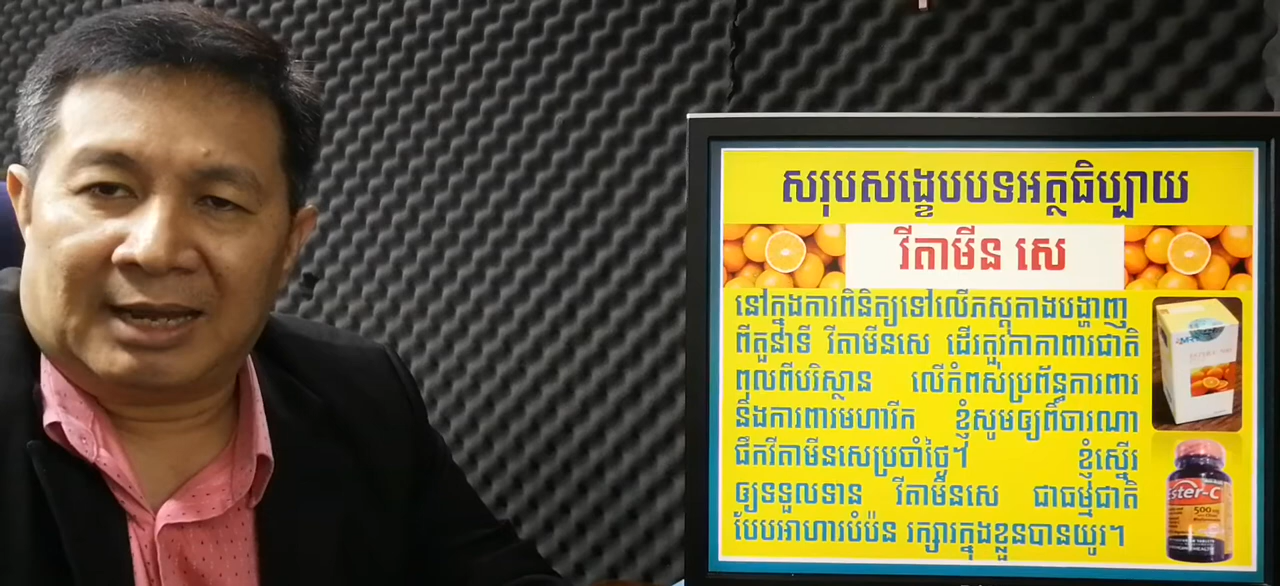 សរុបសង្ខេបបទអត្ថធិប្បាយ
វីតាមីន សេ
នៅក្នុងការពិនិត្យទៅលើភស្តុតាងបង្ហាញ
ពីតួនាទី វីតាមីនសេ ដើរតួរកាកាពារជាតិ
ពុលពីបរិស្ថាន លើកំពស់ប្រព័ន្ធការពារ
និងការពារមហារីក ខ្ញុំសូមឲ្យពិចារណា
ផឹកវីតាមីនសេប្រចាំថ្ងៃ។ ខ្ញុំស្នើរ
ឲ្យទទួលទាន វីតាមីនសេ ជាធម្មជាតិ
បែបអាហារបំប៉ន រក្សារក្នុងខ្លួនបានយូរ។
Ester-C
500